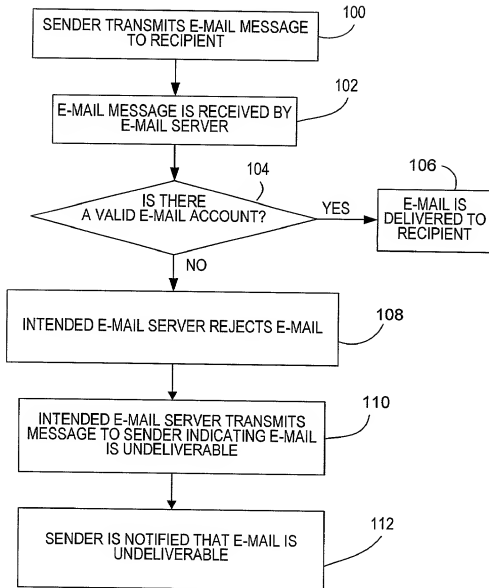 100
SENDER TRANSMITS E-MAIL MESSAGE
TO RECIPIENT
102
E-MAIL MESSAGE IS RECEIVED BY
E-MAIL SERVER
104
IS THERE
A VALID E-MAIL ACCOUNT?
YES
106
E-MAIL IS
DELIVERED TO
RECIPIENT
NO
INTENDED E-MAIL SERVER REJECTS E-MAIL
108
INTENDED E-MAIL SERVER TRANSMITS
MESSAGE TO SENDER INDICATING E-MAIL
IS UNDELIVERABLE
110
SENDER IS NOTIFIED THAT E-MAIL IS
UNDELIVERABLE
112